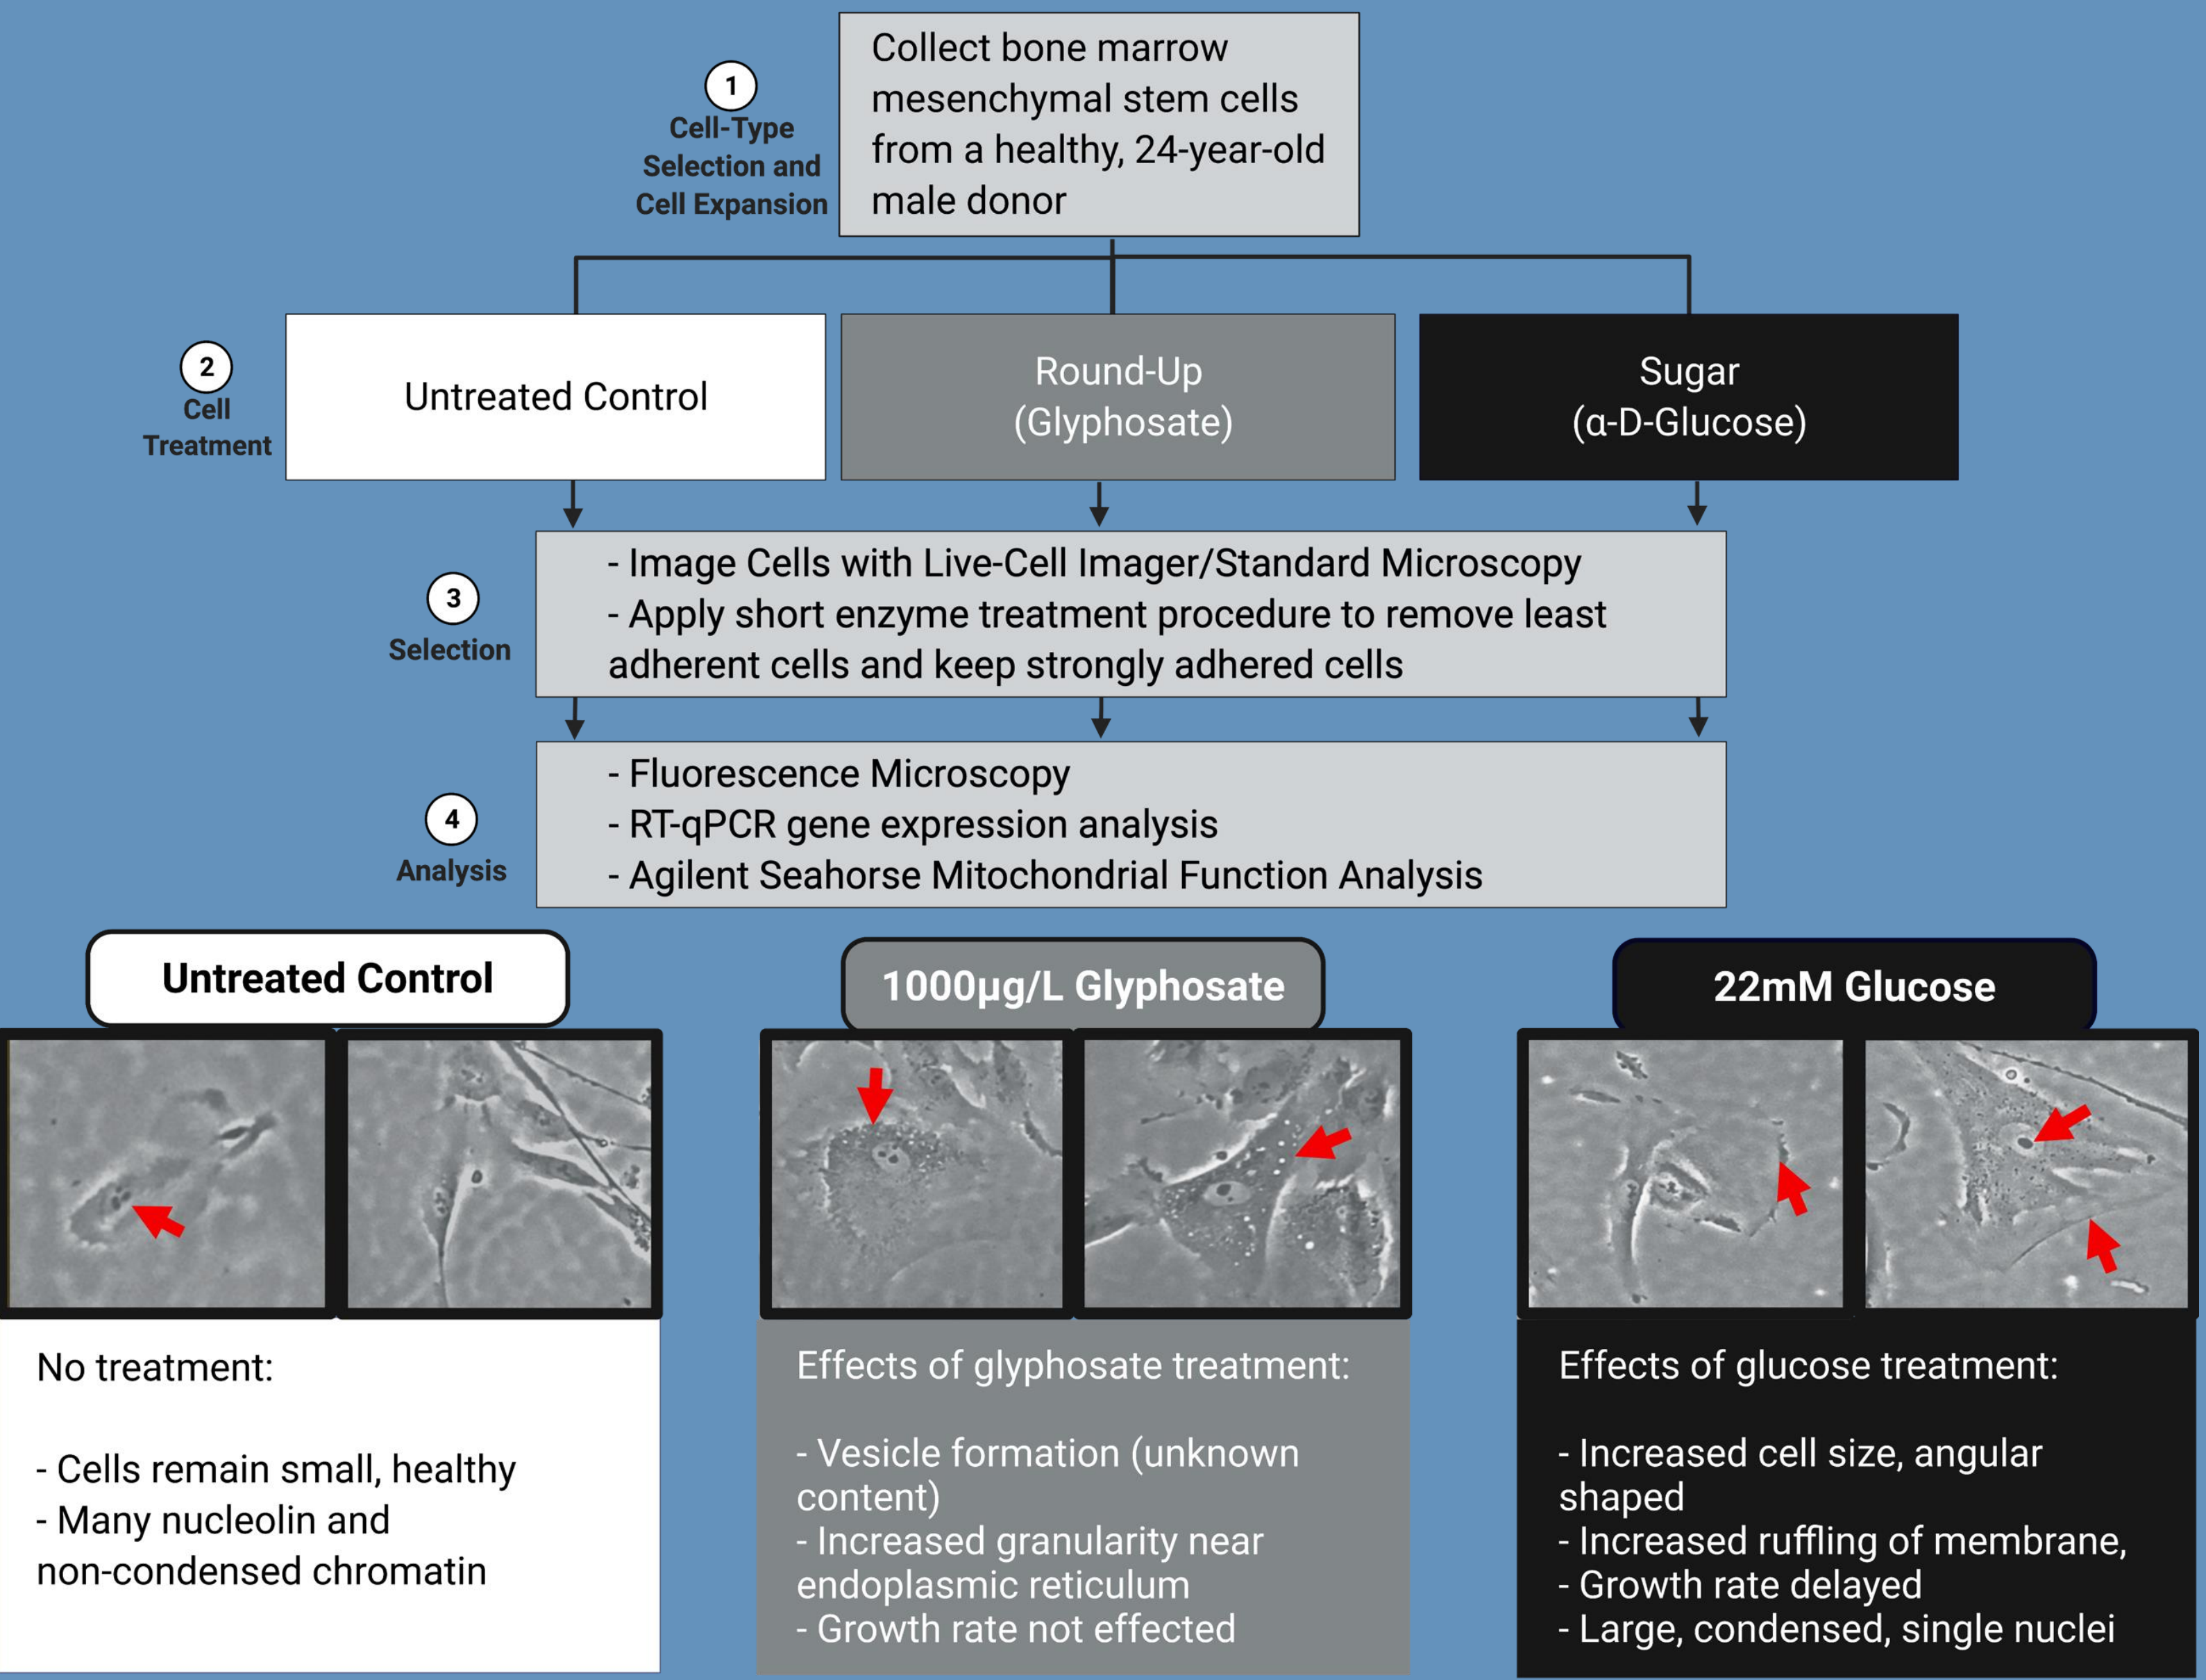 Collect bone marrow
mesenchymal stem cells
from a healthy, 24-year-old
male donor
1
Cell-Type
Selection and
Cell Expansion
2
Cell
Treatment
Untreated Control
Round-Up
(Glyphosate)
Sugar
(α-D-Glucose)
3
Selection
- Image Cells with Live-Cell Imager/Standard Microscopy
- Apply short enzyme treatment procedure to remove least
adherent cells and keep strongly adhered cells
4
Analysis
- Fluorescence Microscopy
- RT-qPCR gene expression analysis
- Agilent Seahorse Mitochondrial Function Analysis
Untreated Control
1000µg/L Glyphosate
22mM Glucose
No treatment:
- Cells remain small, healthy
- Many nucleolin and
non-condensed chromatin
Effects of glyphosate treatment:
- Vesicle formation (unknown
content)
- Increased granularity near
endoplasmic reticulum
- Growth rate not effected
Effects of glucose treatment:
- Increased cell size, angular
shaped
- Increased ruffling of membrane,
- Growth rate delayed
- Large, condensed, single nuclei